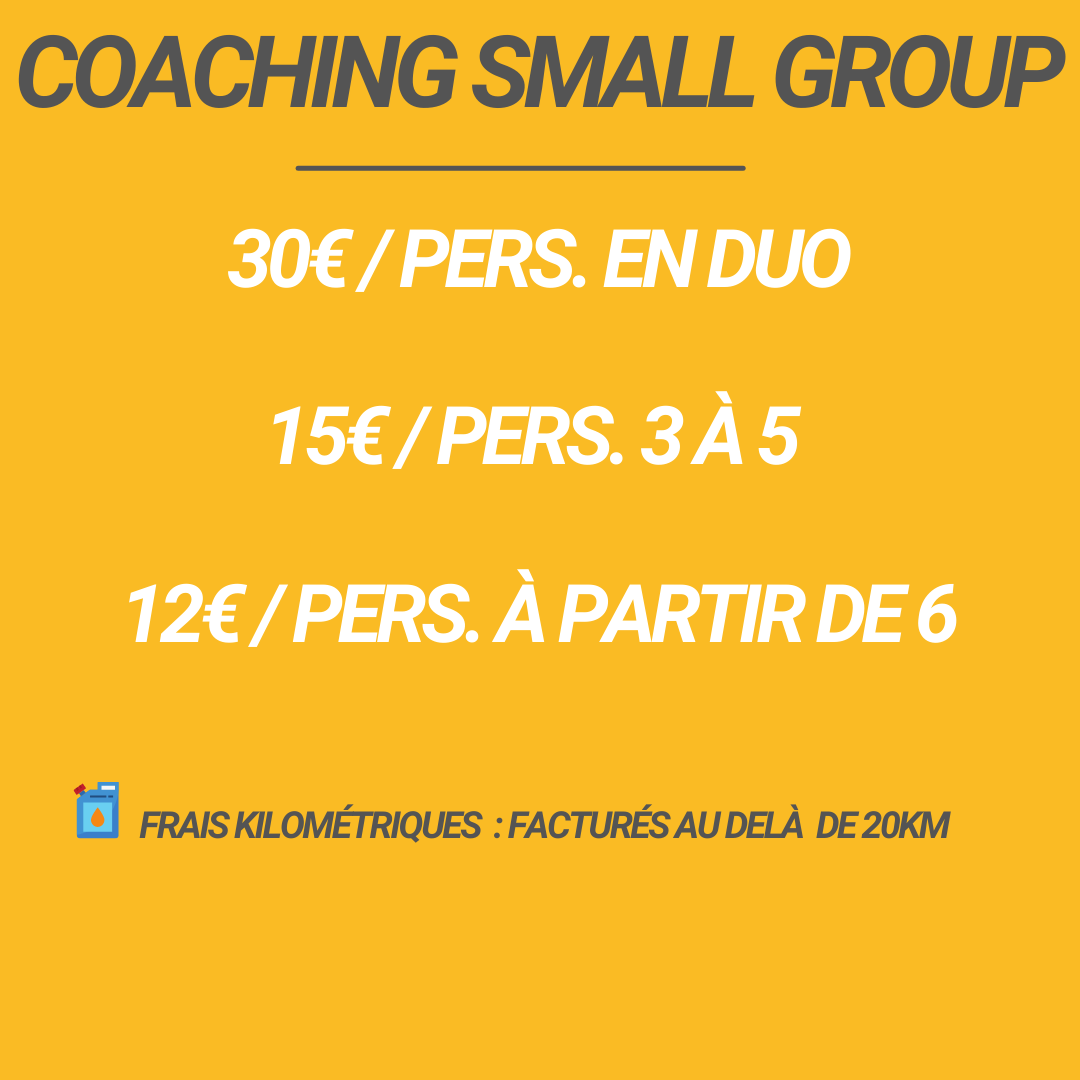 COACHING SMALL GROUP
30€ / PERS. EN DUO
15€ / PERS. 3 À 5
12€ / PERS. À PARTIR DE 6
FRAIS KILOMÉTRIQUES : FACTURÉS AU DELÀ DE 20KM